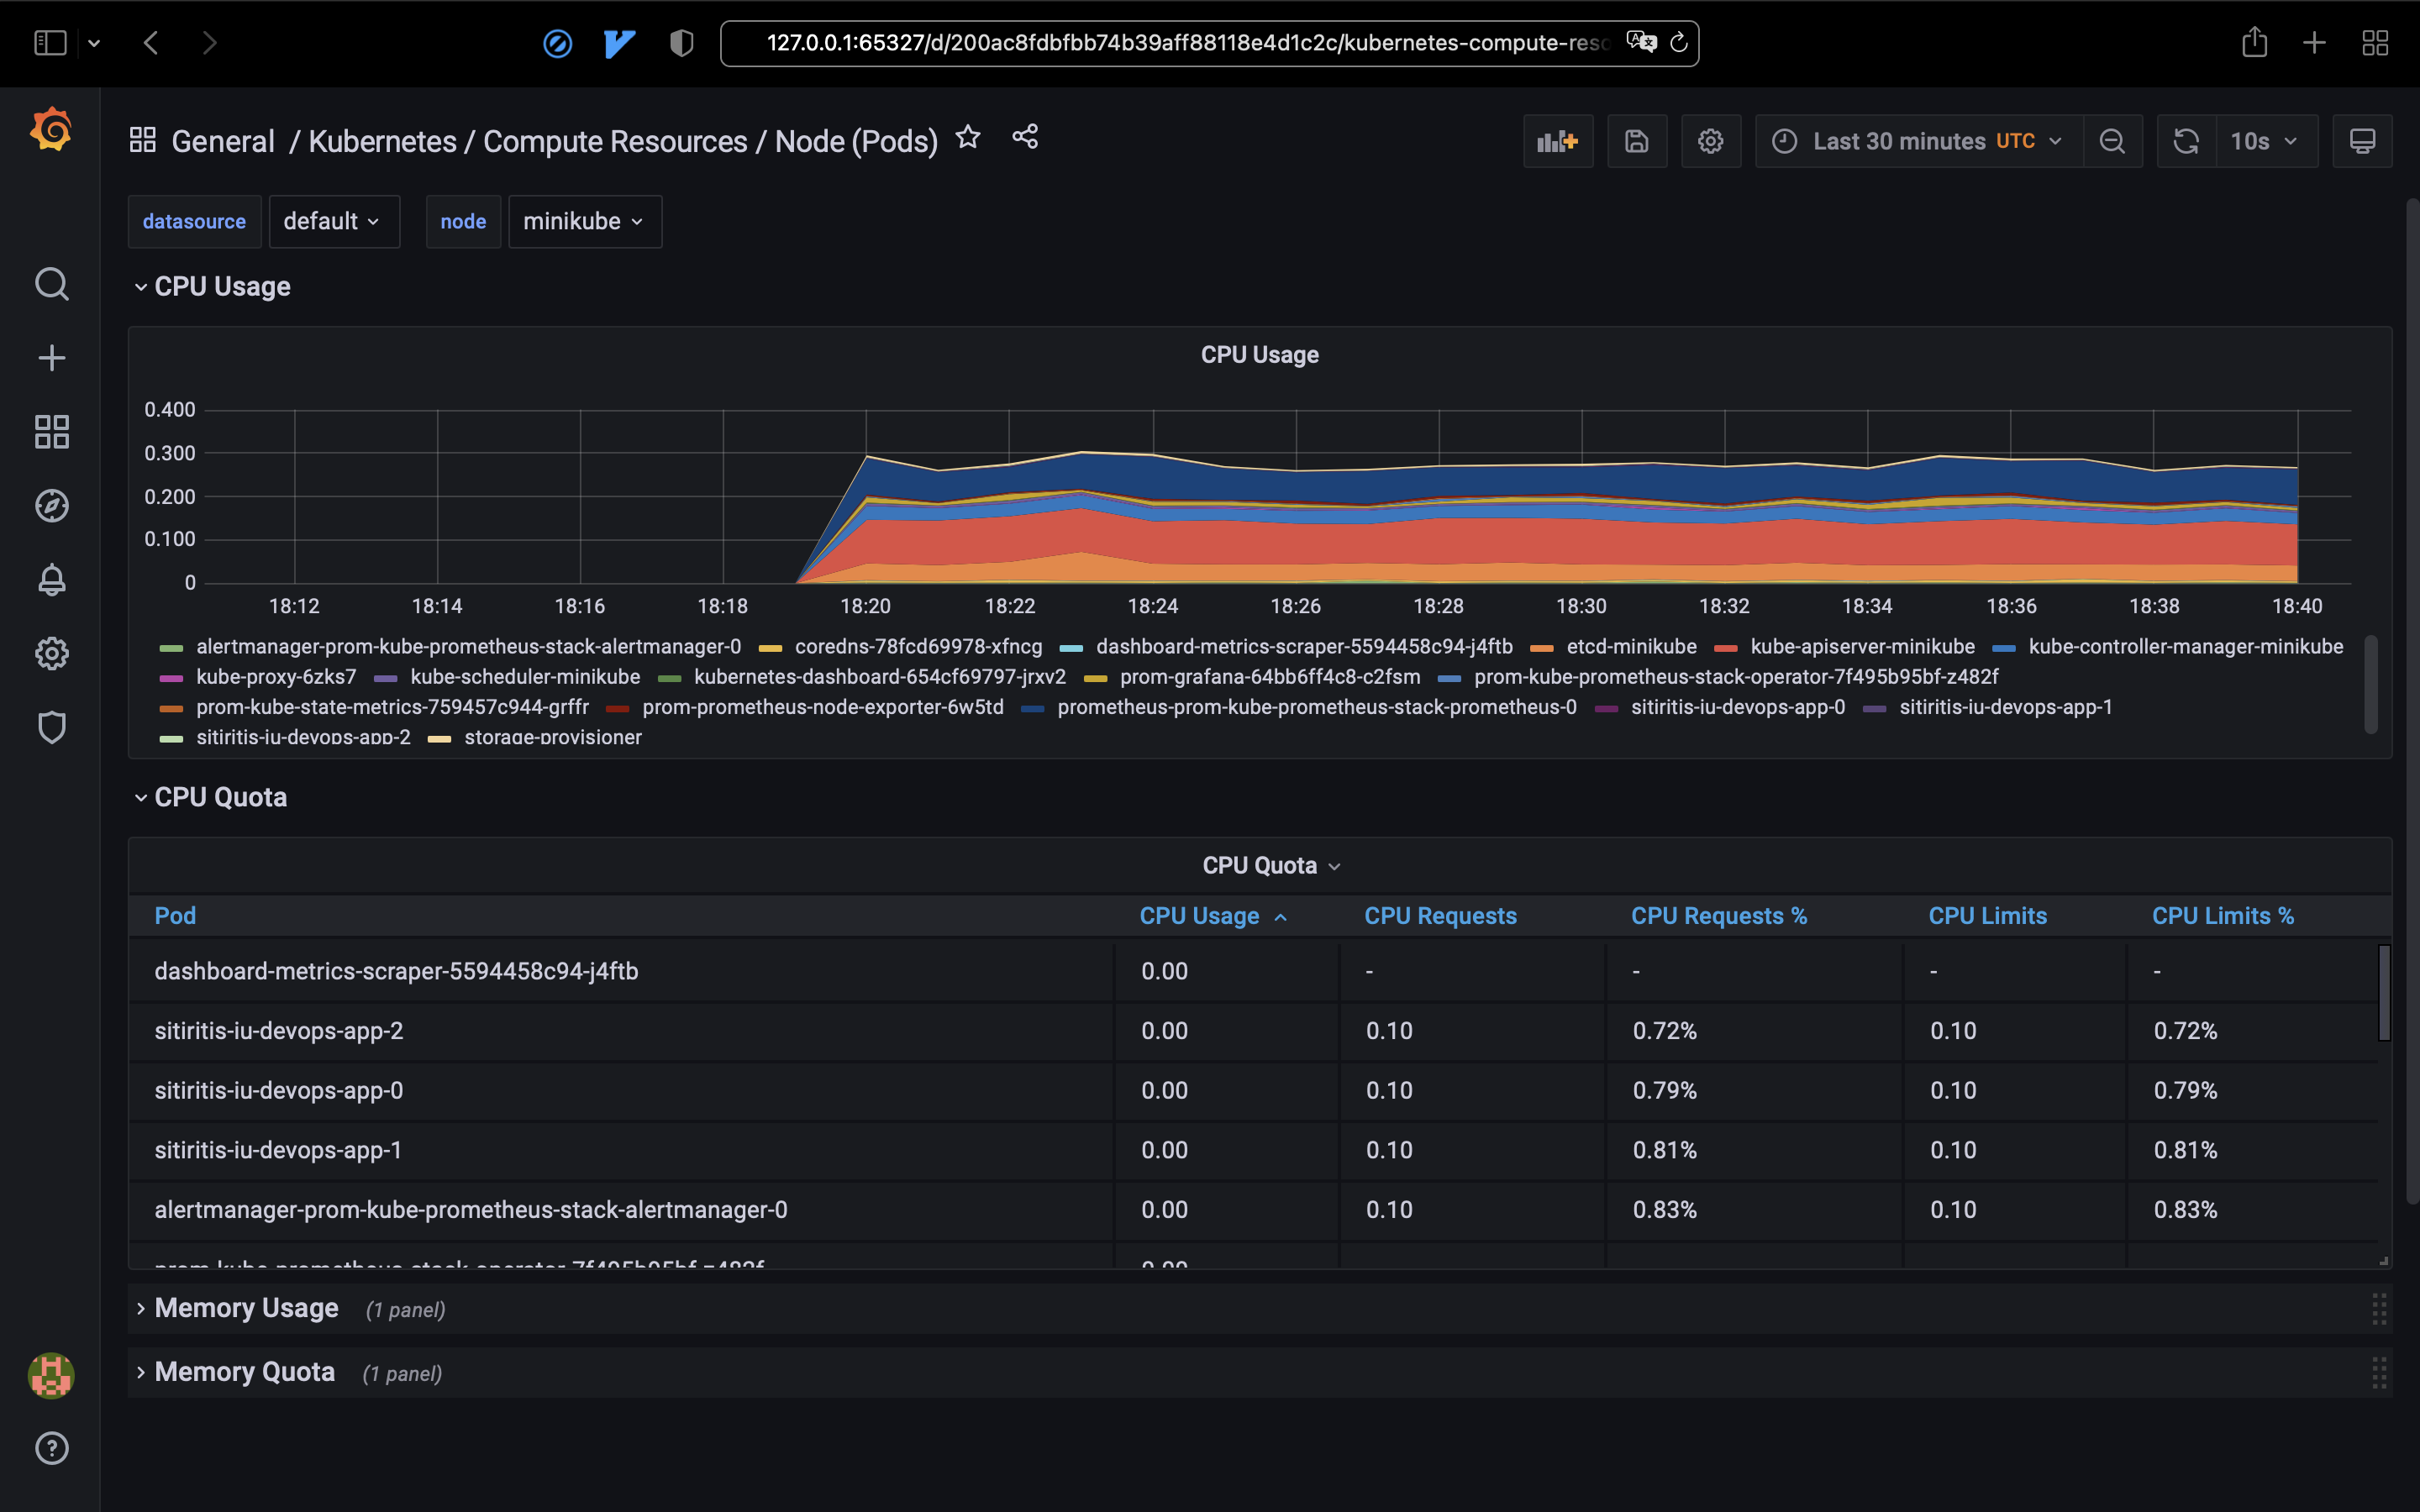 127.0.0.1:65327/d/200ac8fdbfbb74b39aff88118e4d1c2c/kubernetes-compute-reso
General / Kubernetes / Compute Resources / Node (Pods)
Last 30 minutes UTC
10s
datasource default node minikube
CPU Usage
CPU Usage
0.400
0.300
0.200
0.100
0
18:12 18:14 18:16 18:18 18:20 18:22 18:24 18:26 18:28 18:30 18:32 18:34 18:36 18:38 18:40
alertmanager-prom-kube-prometheus-stack-alertmanager-0 coredns-78fcd69978-xfncg dashboard-metrics-scraper-5594458c94-j4ftb etcd-minikube kube-apiserver-minikube kube-controller-manager-minikube
kube-proxy-6zks7 kube-scheduler-minikube kubernetes-dashboard-654cf69797-jrxv2 prom-grafana-64bb6ff4c8-c2fsm prom-kube-prometheus-stack-operator-7f495b95bf-z482f
prom-kube-state-metrics-759457c944-grffr prom-prometheus-node-exporter-6w5td prometheus-prom-kube-prometheus-stack-prometheus-0 sitiritis-iu-devops-app-0 sitiritis-iu-devops-app-1
sitiritis-iu-devops-app-2 storage-provisioner
CPU Quota
CPU Quota
Pod CPU Usage CPU Requests CPU Requests % CPU Limits CPU Limits %
dashboard-metrics-scraper-5594458c94-j4ftb 0.00 - - - -
sitiritis-iu-devops-app-2 0.00 0.10 0.72% 0.10 0.72%
sitiritis-iu-devops-app-0 0.00 0.10 0.79% 0.10 0.79%
sitiritis-iu-devops-app-1 0.00 0.10 0.81% 0.10 0.81%
alertmanager-prom-kube-prometheus-stack-alertmanager-0 0.00 0.10 0.83% 0.10 0.83%
prom-kube-prometheus-stack-operator-7f495b95bf-z482f 0.00
Memory Usage (1 panel)
Memory Quota (1 panel)